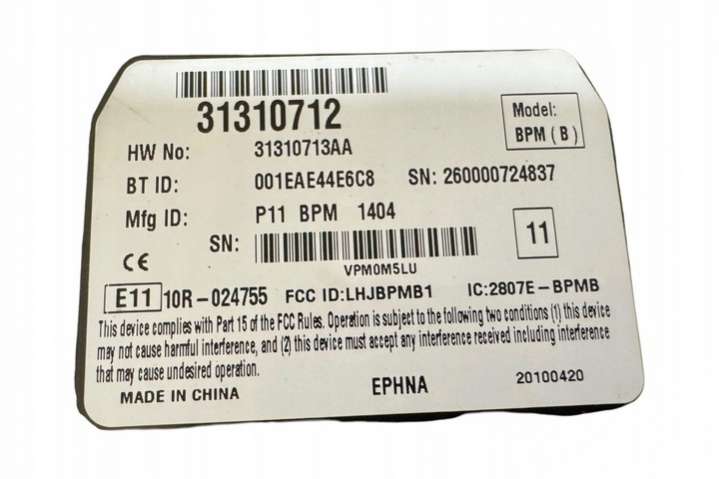 31310712
Model:
BPM ( B )
HW No: 31310713AA
BT ID: 001EAE44E6C8 SN: 260000724837
Mfg ID: P11 BPM 1404
SN:
11
VPM0M5LU
CE
E11 10R-024755 FCC ID:LHJBPMB1 IC:2807E-BPMB
This device complies with Part 15 of the FCC Rules. Operation is subject to the following two conditions (1) this device
may not cause harmful interference, and (2) this device must accept any interference received including interference
that may cause undesired operation.
MADE IN CHINA EPHNA 20100420